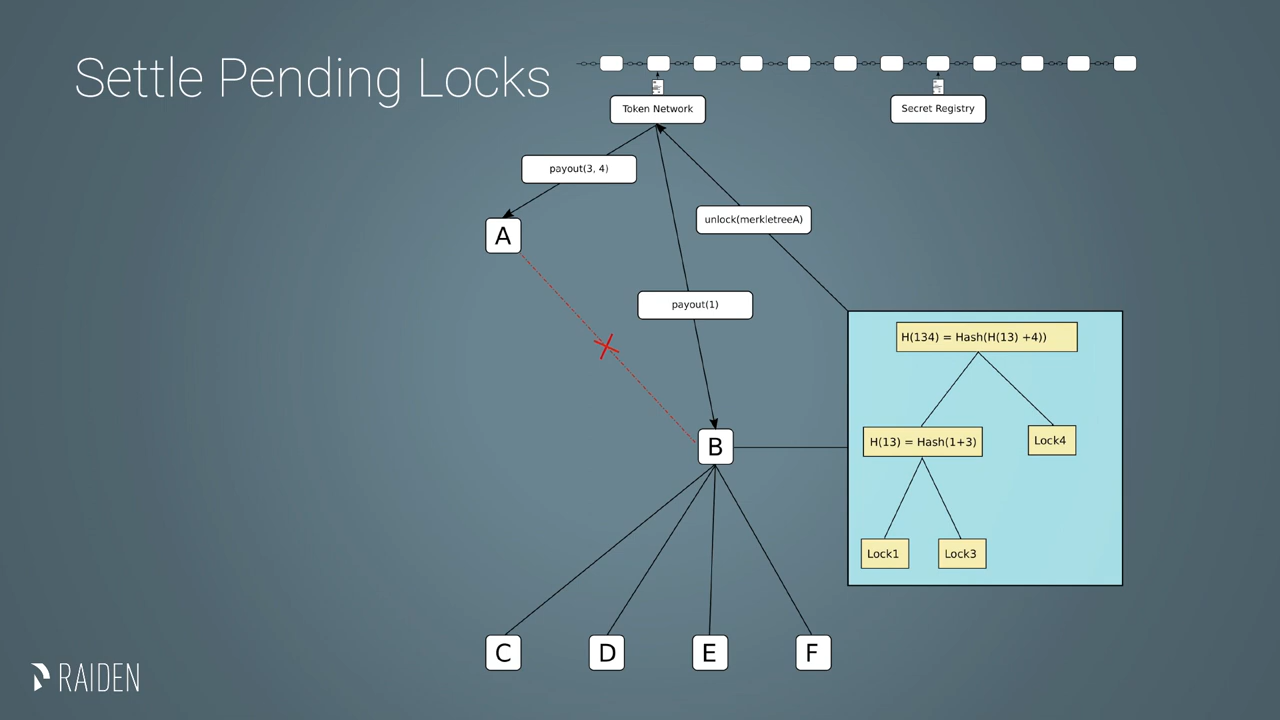 Settle Pending Locks
Token Network
Secret Registry
payout(3, 4)
unlock(merkletreeA)
A
payout(1)
H(134) = Hash(H(13) +4))
B
H(13) = Hash(1+3)
Lock4
Lock1
Lock3
C
D
E
F
RAIDEN